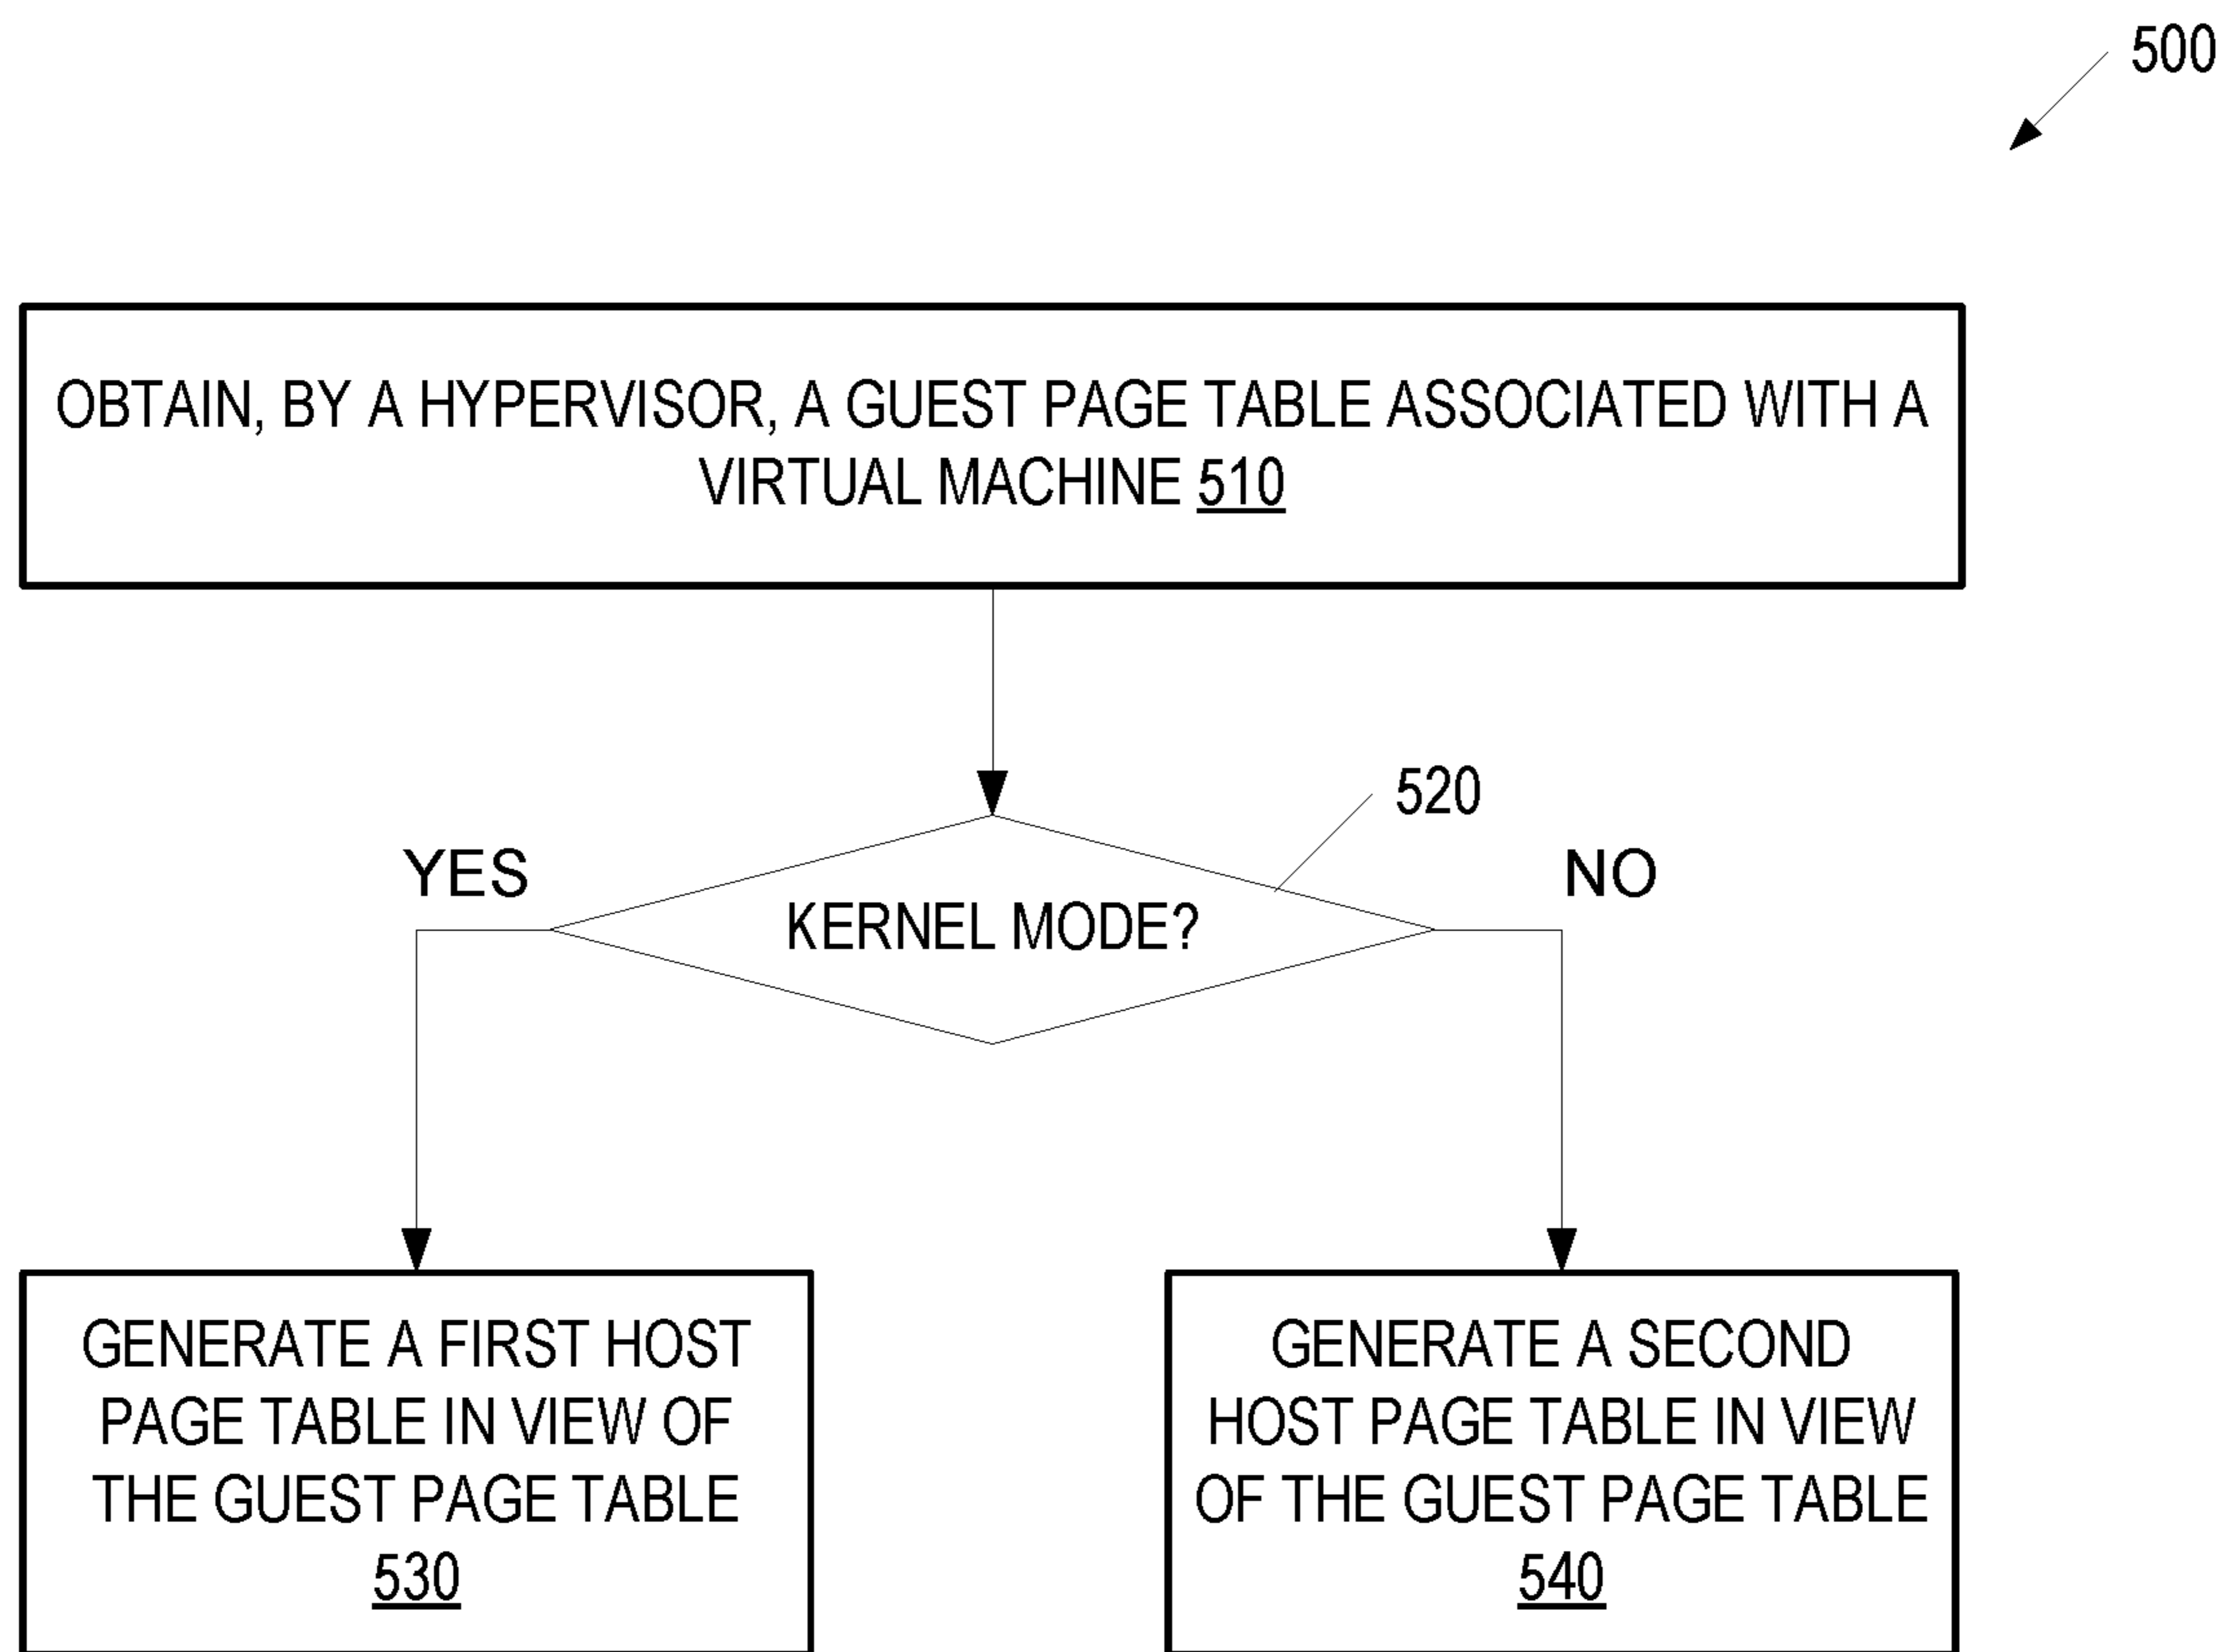 500
OBTAIN, BY A HYPERVISOR, A GUEST PAGE TABLE ASSOCIATED WITH A
VIRTUAL MACHINE 510
520
YES
NO
KERNEL MODE?
GENERATE A FIRST HOST
PAGE TABLE IN VIEW OF
THE GUEST PAGE TABLE
530
GENERATE A SECOND
HOST PAGE TABLE IN VIEW
OF THE GUEST PAGE TABLE
540